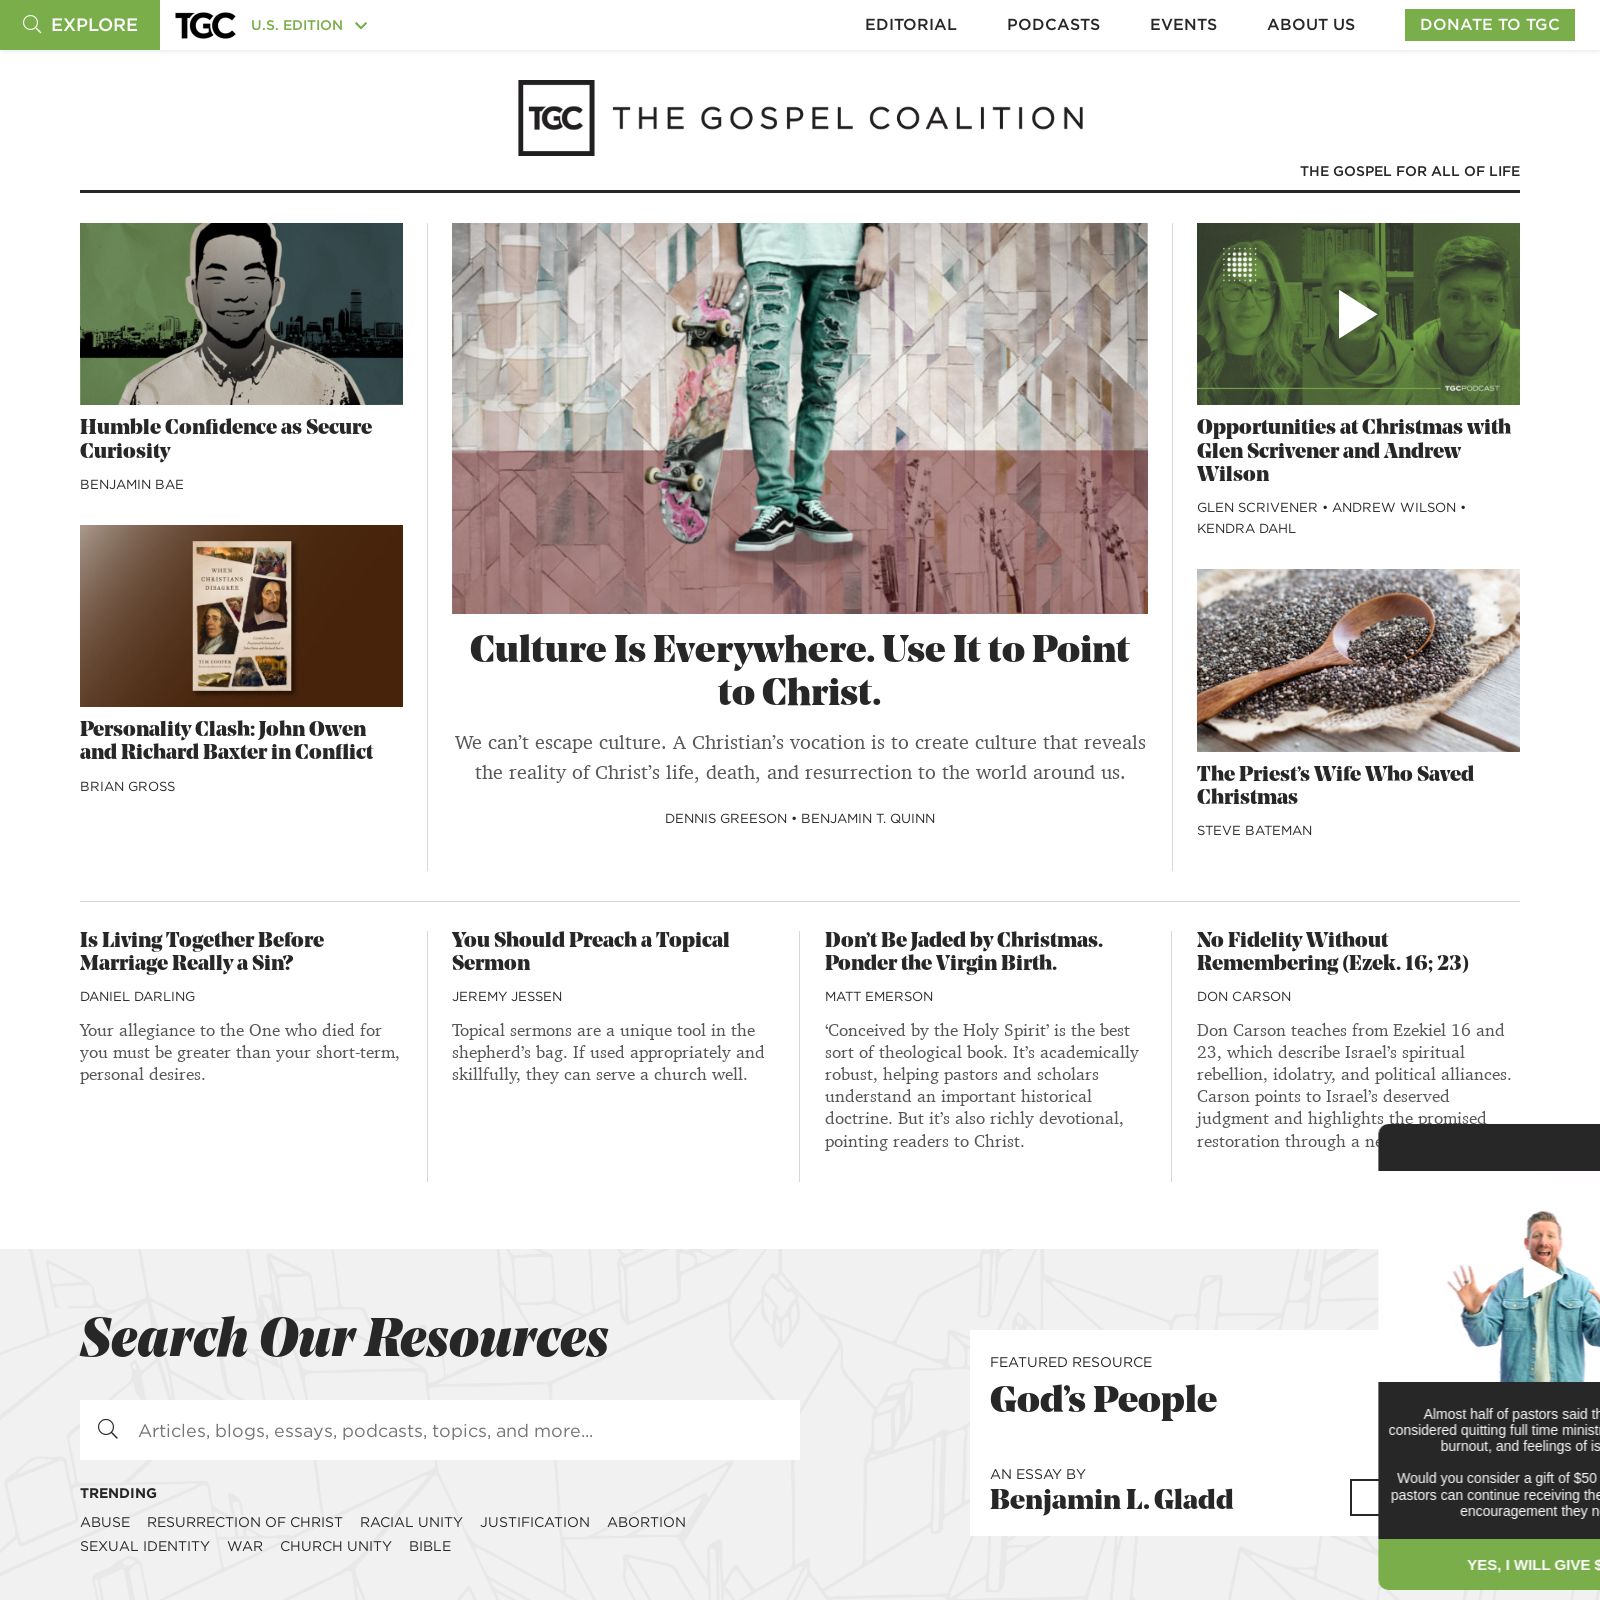 EXPLORE
TGC
U.S. EDITION
EDITORIAL
PODCASTS
EVENTS
ABOUT US
DONATE TO TGC
TGC THE GOSPEL COALITION
THE GOSPEL FOR ALL OF LIFE
Humble Confidence as Secure
Curiosity
BENJAMIN BAE
WHEN
CHRISTIANS
DISAGREE
TIM COOPER
Personality Clash: John Owen
and Richard Baxter in Conflict
BRIAN GROSS
Culture Is Everywhere. Use It to Point
to Christ.
We can’t escape culture. A Christian’s vocation is to create culture that reveals
the reality of Christ’s life, death, and resurrection to the world around us.
DENNIS GREESON • BENJAMIN T. QUINN
TGCPODCAST
Opportunities at Christmas with
Glen Scrivener and Andrew
Wilson
GLEN SCRIVENER • ANDREW WILSON •
KENDRA DAHL
The Priest’s Wife Who Saved
Christmas
STEVE BATEMAN
Is Living Together Before
Marriage Really a Sin?
DANIEL DARLING
Your allegiance to the One who died for
you must be greater than your short-term,
personal desires.
You Should Preach a Topical
Sermon
JEREMY JESSEN
Topical sermons are a unique tool in the
shepherd’s bag. If used appropriately and
skillfully, they can serve a church well.
Don’t Be Jaded by Christmas.
Ponder the Virgin Birth.
MATT EMERSON
‘Conceived by the Holy Spirit’ is the best
sort of theological book. It’s academically
robust, helping pastors and scholars
understand an important historical
doctrine. But it’s also richly devotional,
pointing readers to Christ.
No Fidelity Without
Remembering (Ezek. 16; 23)
DON CARSON
Don Carson teaches from Ezekiel 16 and
23, which describe Israel’s spiritual
rebellion, idolatry, and political alliances.
Carson points to Israel’s deserved
judgment and highlights the promised
restoration through a
Search Our Resources
Articles, blogs, essays, podcasts, topics, and more...
TRENDING
ABUSE RESURRECTION OF CHRIST RACIAL UNITY JUSTIFICATION ABORTION
SEXUAL IDENTITY WAR CHURCH UNITY BIBLE
FEATURED RESOURCE
God’s People
AN ESSAY BY
Benjamin L. Gladd
Almost half of pastors said
considered quitting full time
burnout, and feelings of
Would you consider a gift of $50
pastors can continue receiving
encouragement they
YES, I WILL GIVE